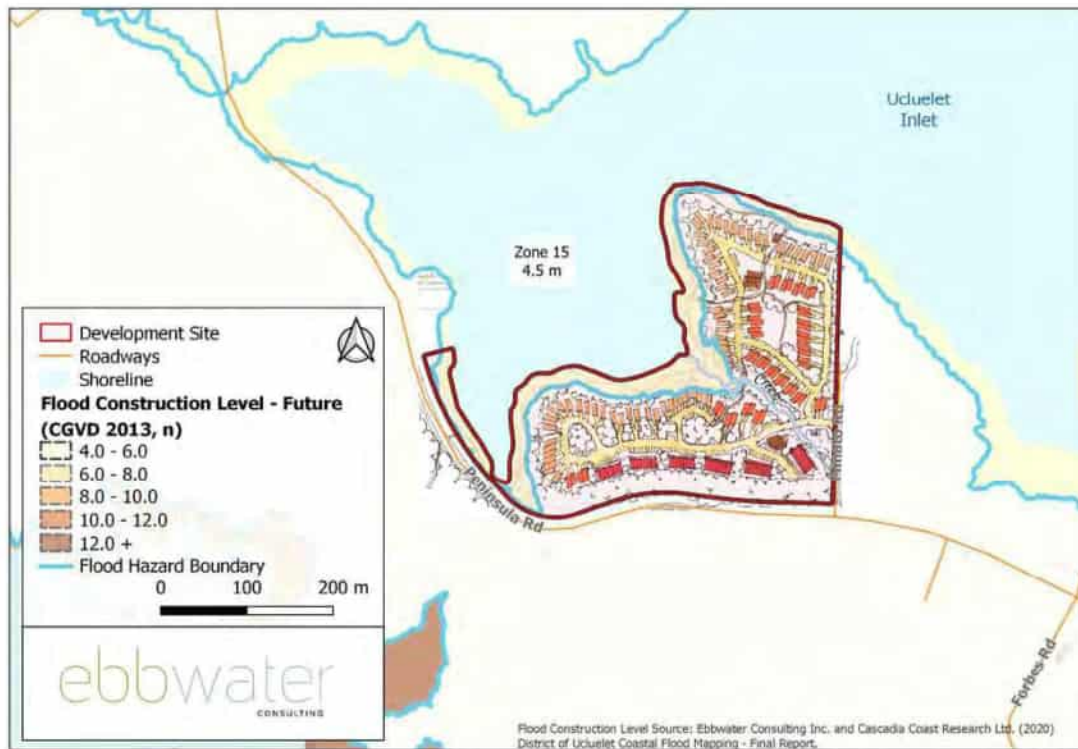 Ucluelet
Inlet
Zone 15
4.5 m
Development Site
Roadways
Shoreline
Flood Construction Level - Future
(CGVD 2013, n)
4.0 - 6.0
6.0 - 8.0
8.0 - 10.0
10.0 - 12.0
12.0 +
Flood Hazard Boundary
0 100 200 m
ebbwater
CONSULTING
Creek
Peninsula Rd
Forbes Rd
Flood Construction Level Source: Ebbwater Consulting Inc. and Cascadia Coast Research Ltd. (2020)
District of Ucluelet Coastal Flood Mapping - Final Report.